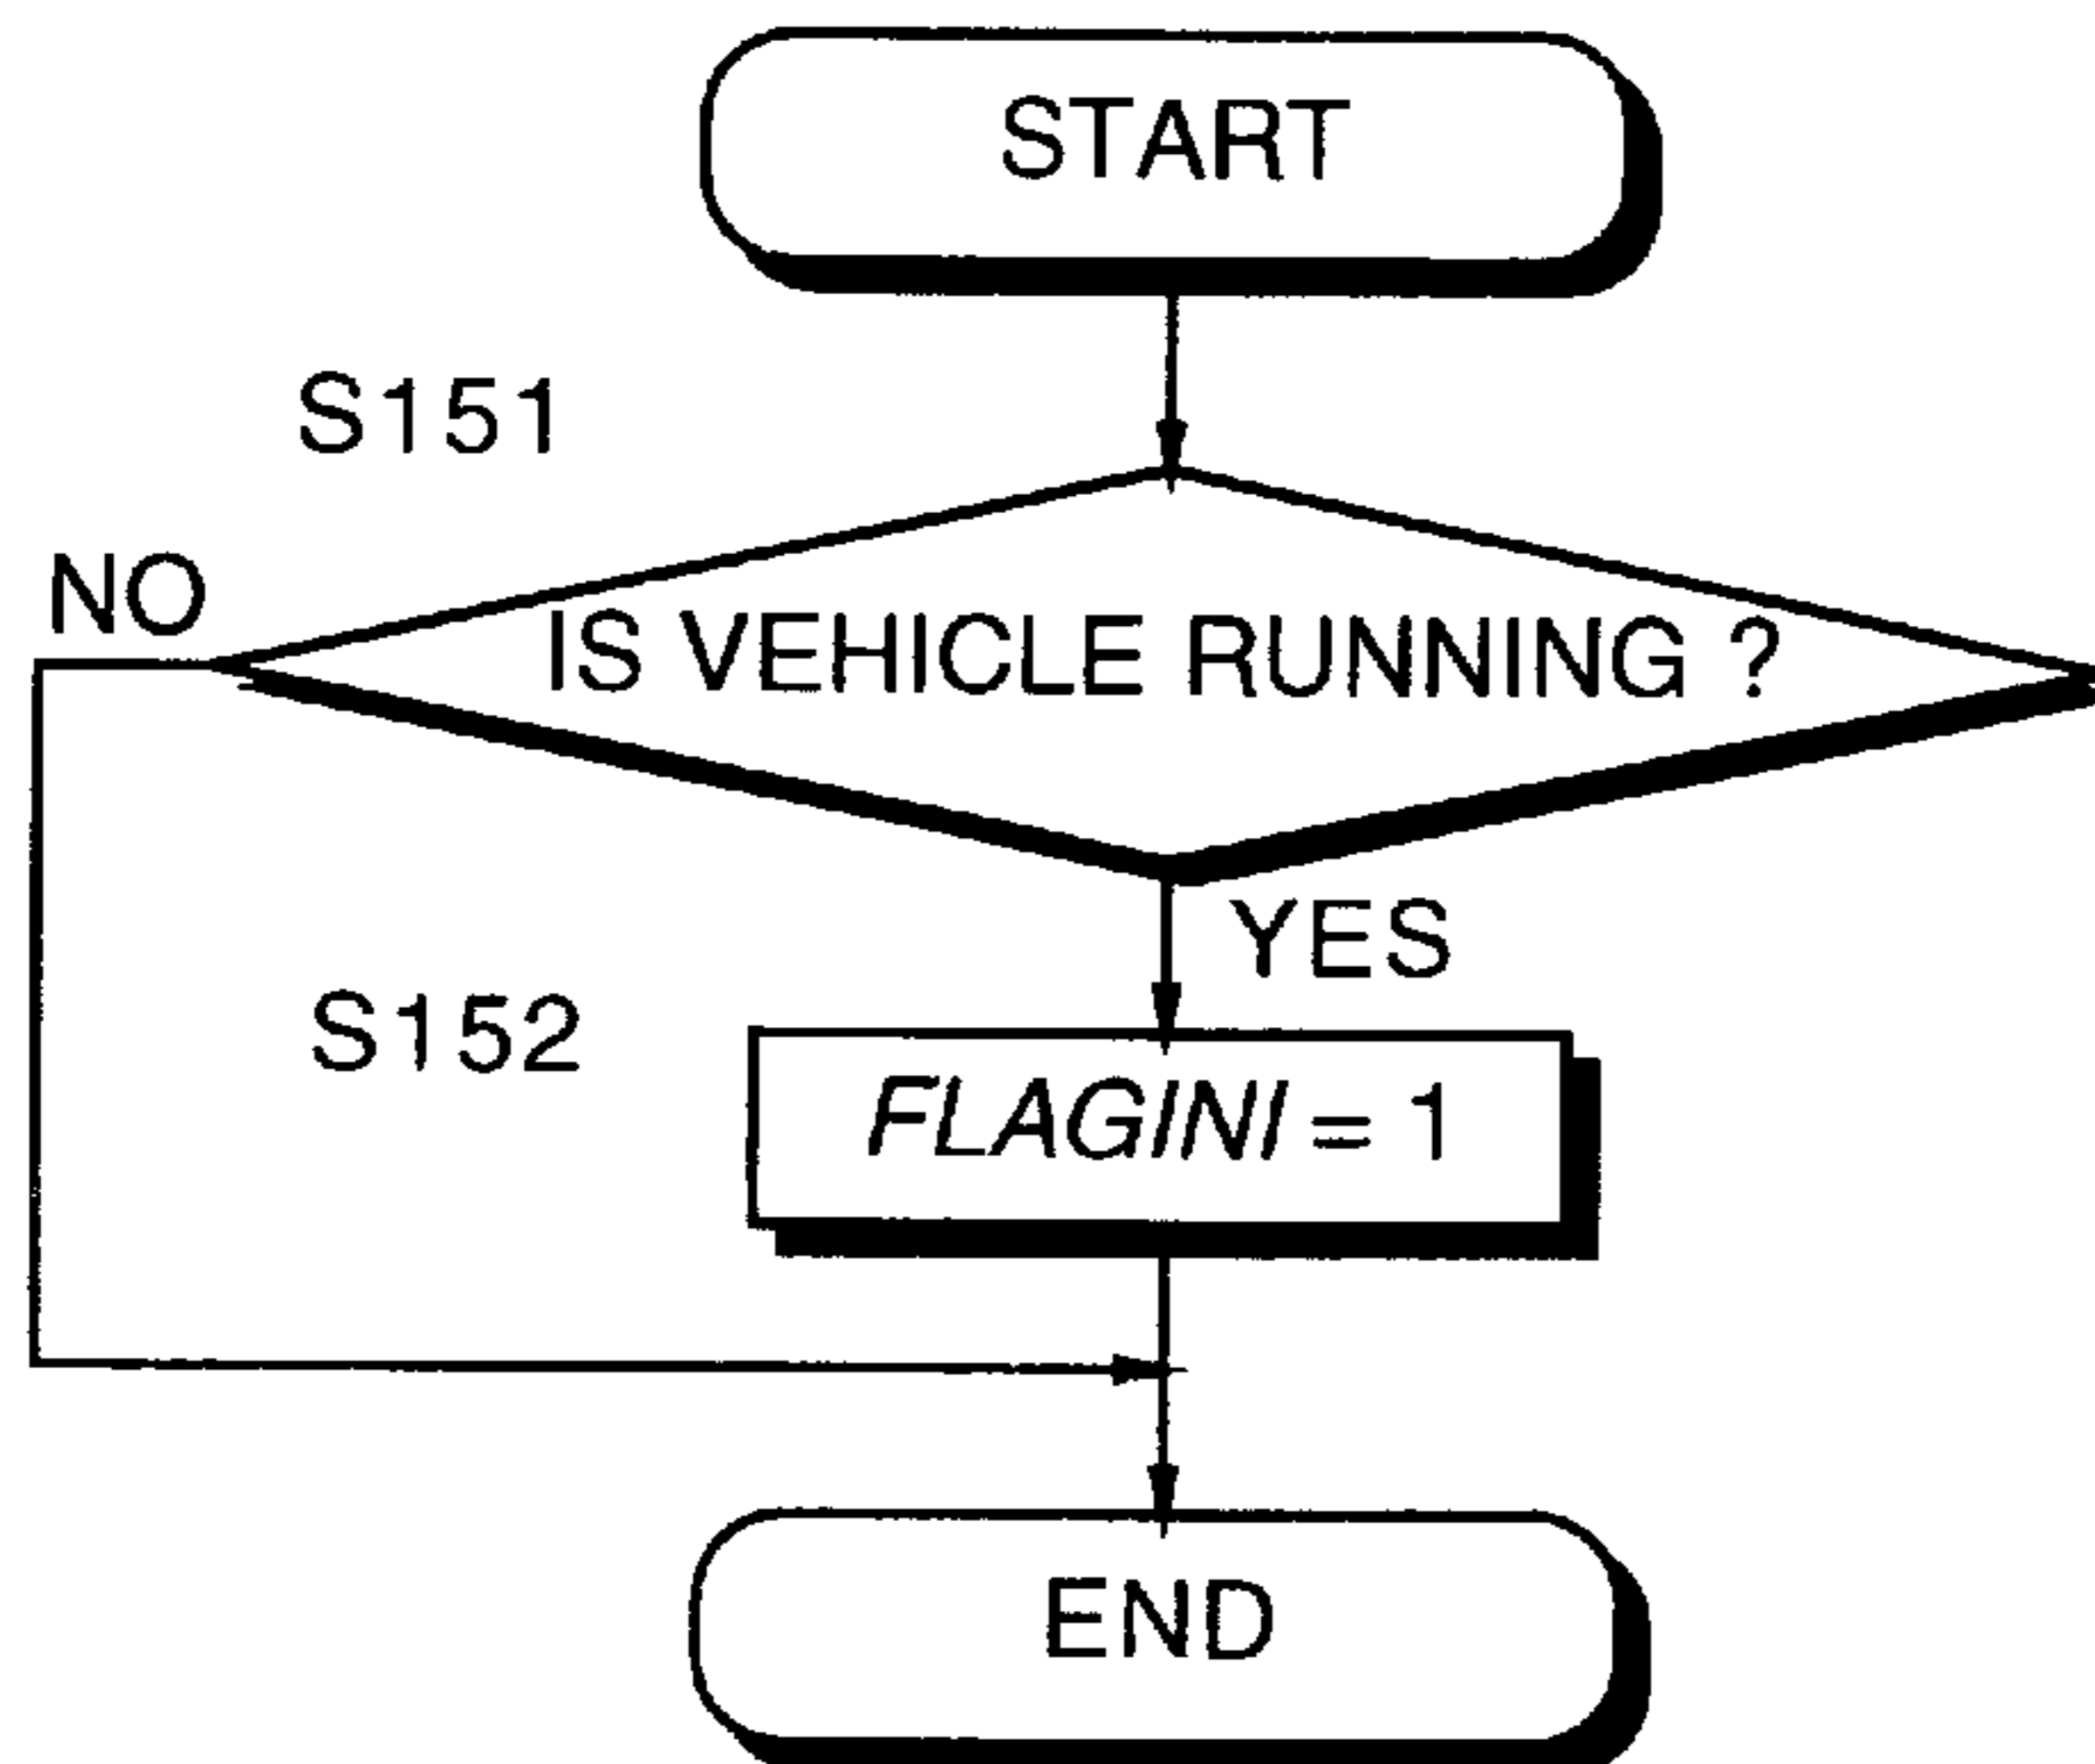 START
S151
NO
IS VEHICLE RUNNING ?
YES
S152
FLAGINI = 1
END